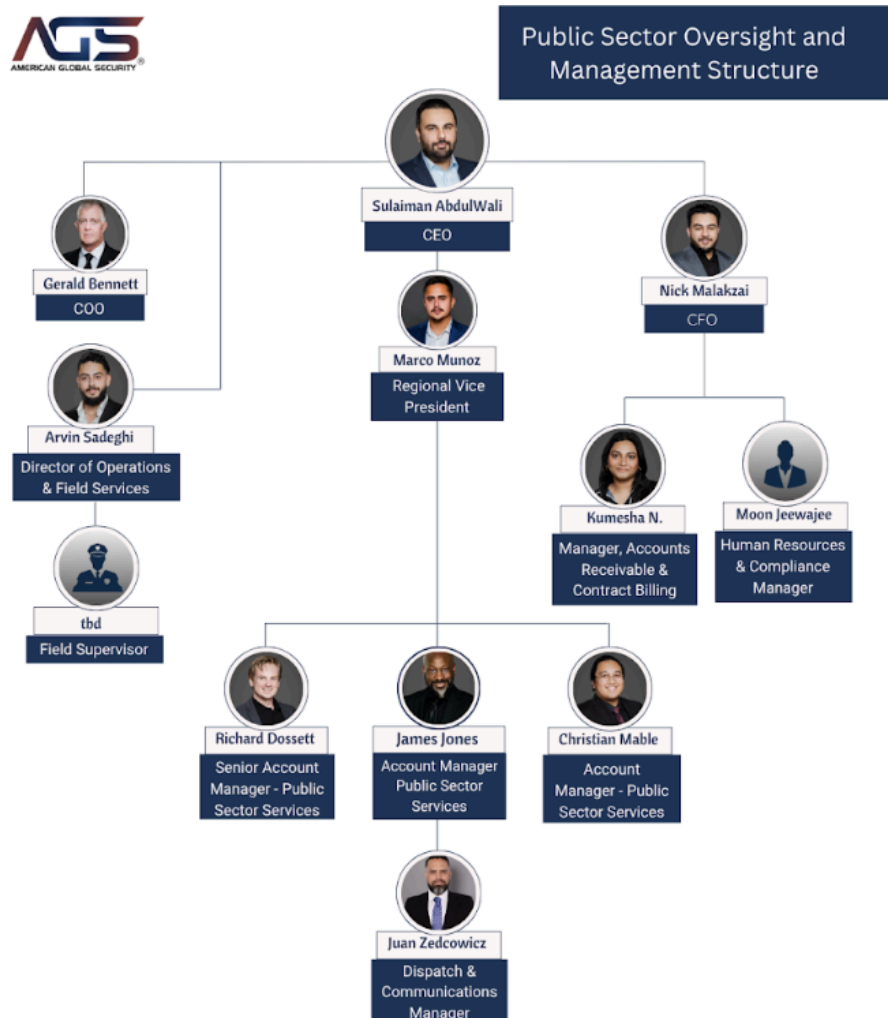 AGS
AMERICAN GLOBAL SECURITY®
Public Sector Oversight and
Management Structure
Sulaiman AbdulWali
CEO
Gerald Bennett
COO
Nick Malakzai
CFO
Marco Munoz
Regional Vice
President
Arvin Sadeghi
Director of Operations
& Field Services
Kumesha N.
Manager, Accounts
Receivable &
Contract Billing
Moon Jeewajee
Human Resources
& Compliance
Manager
tbd
Field Supervisor
Richard Dossett
Senior Account
Manager - Public
Sector Services
James Jones
Account Manager
Public Sector
Services
Christian Mable
Account
Manager - Public
Sector Services
Juan Zedcowicz
Dispatch &
Communications
Manager